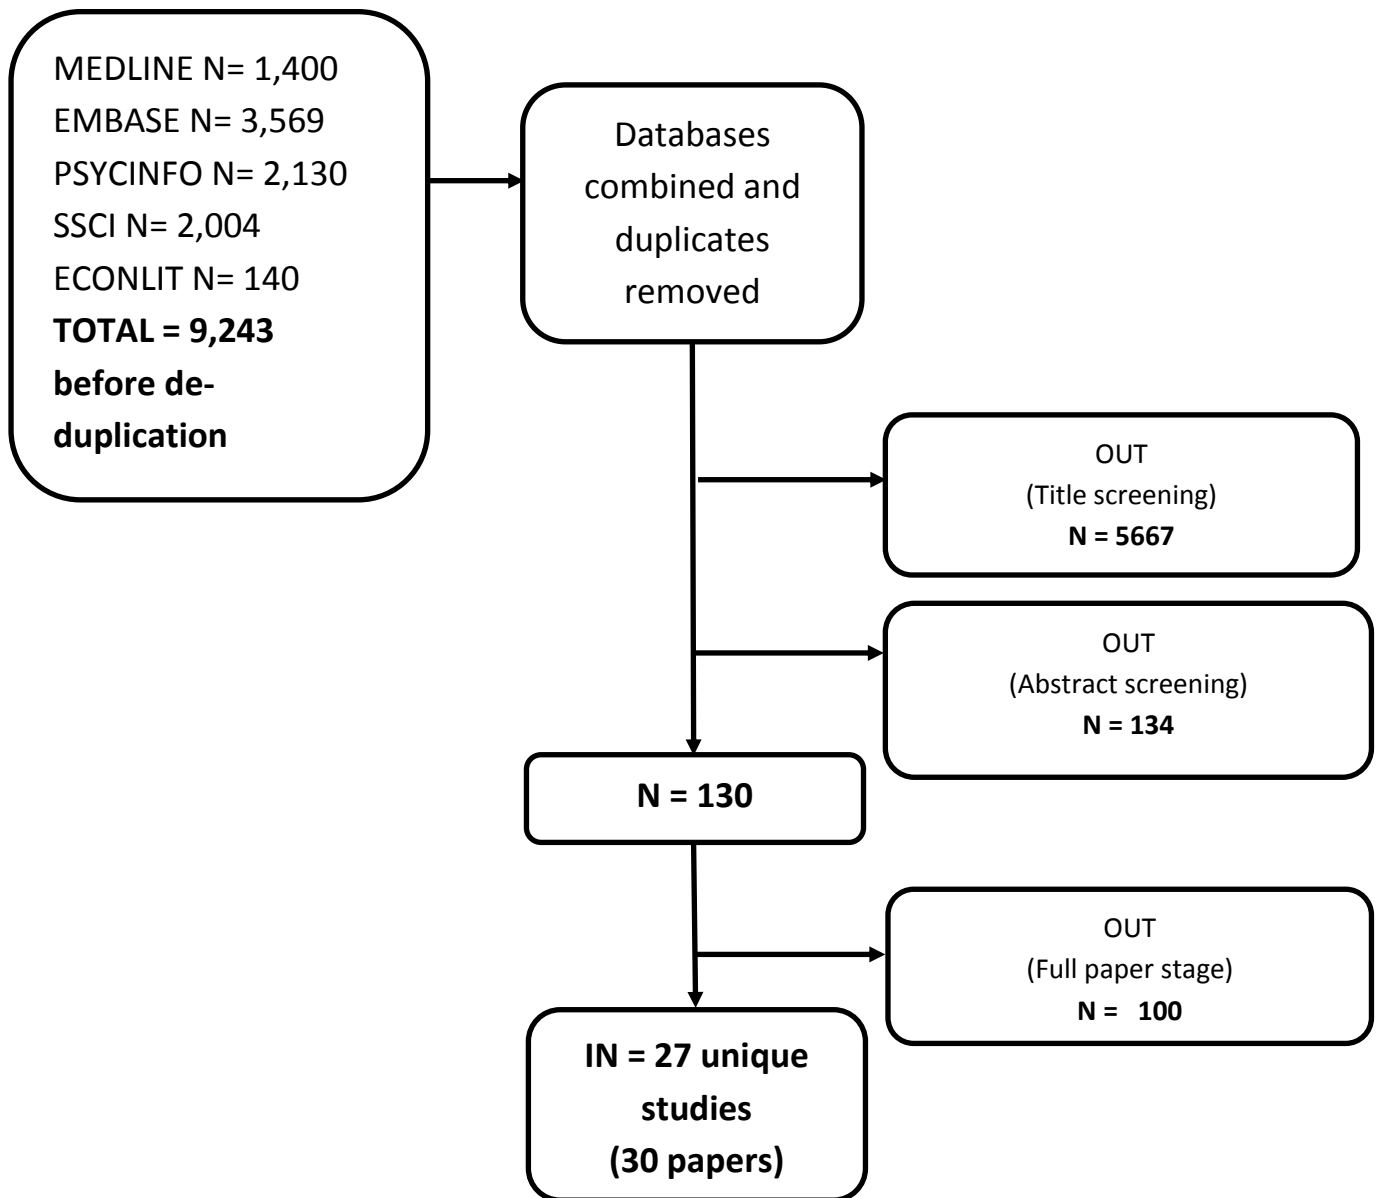 MEDLINE N= 1,400
EMBASE N= 3,569
PSYCINFO N= 2,130
SSCI N= 2,004
ECONLIT N= 140
TOTAL = 9,243
before de-
duplication
Databases
combined and
duplicates
removed
OUT
(Title screening)
N = 5667
OUT
(Abstract screening)
N = 134
N = 130
OUT
(Full paper stage)
N =   100
IN = 27 unique
studies
(30 papers)